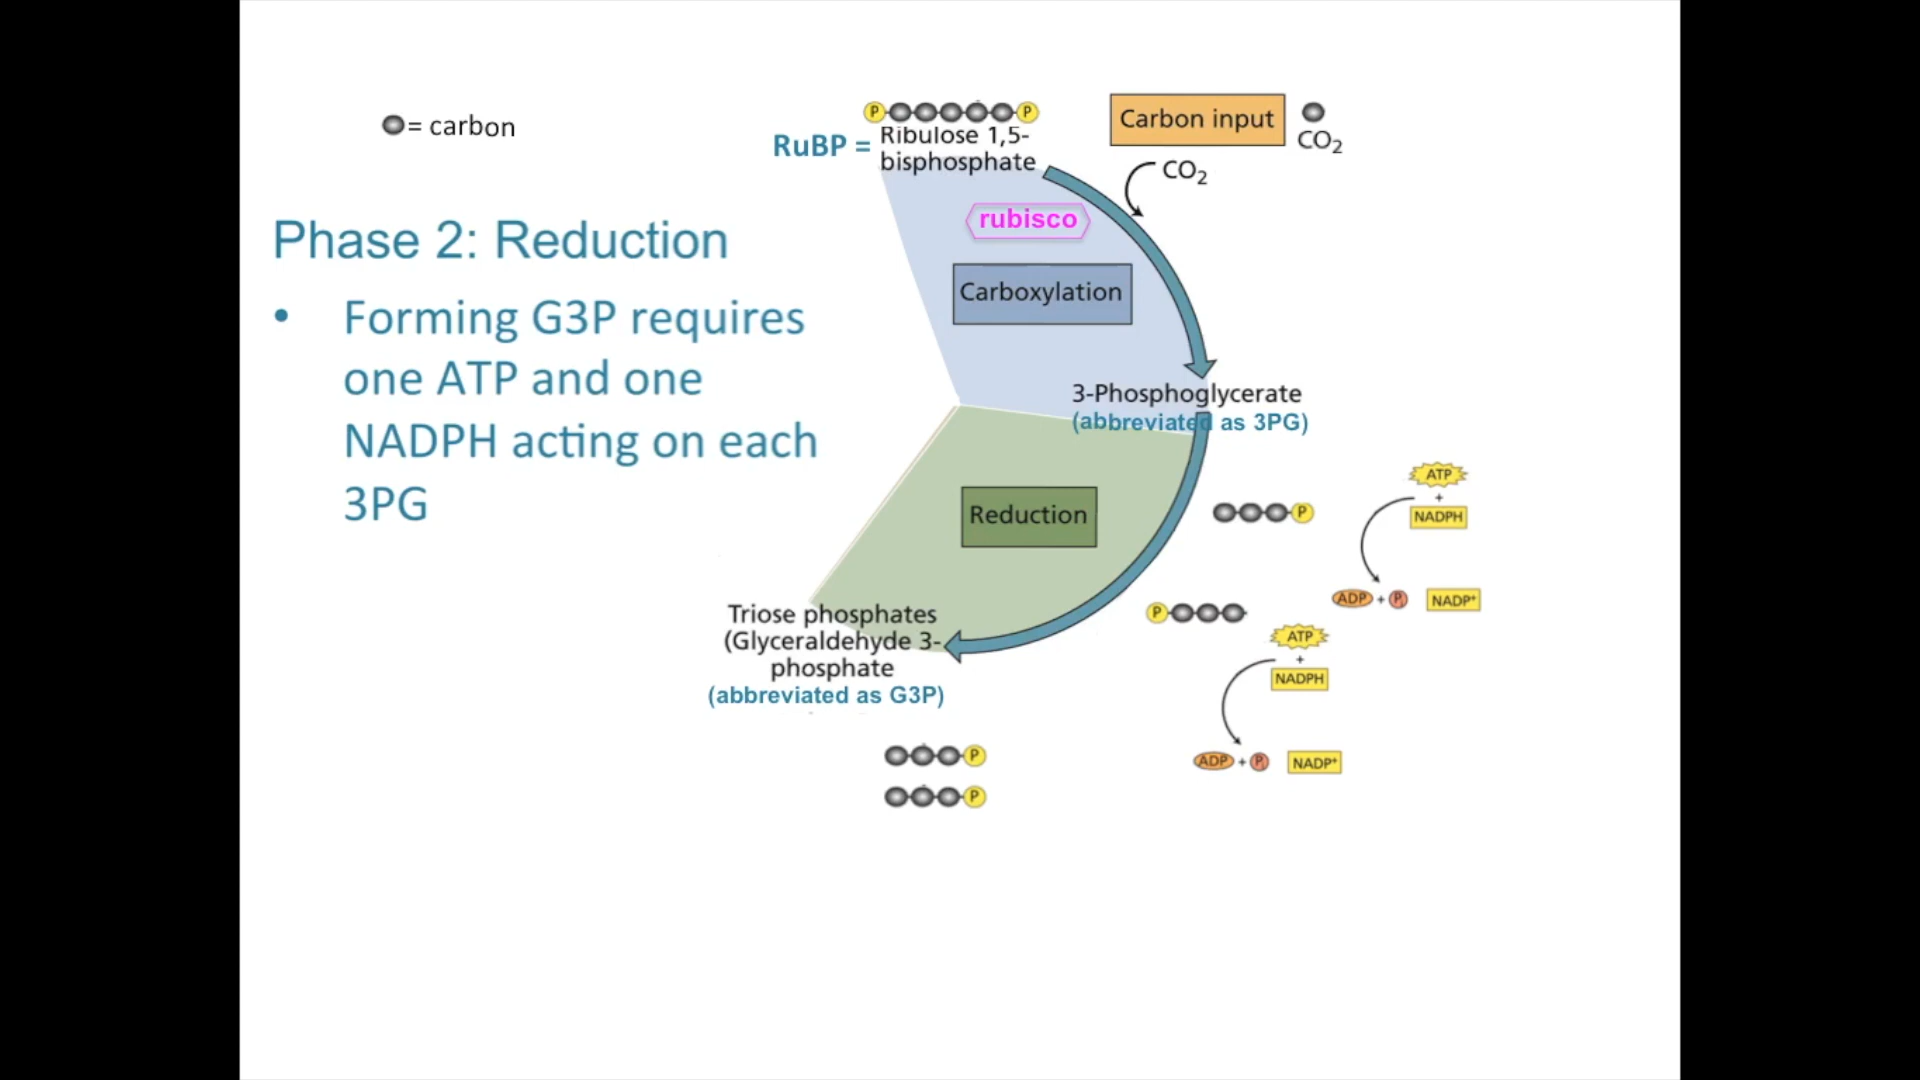 = carbon
Phase 2: Reduction
• Forming G3P requires
one ATP and one
NADPH acting on each
3PG
P P
RuBP =
Ribulose 1,5-
bisphosphate
Carbon input
CO₂
CO₂
rubisco
Carboxylation
3-Phosphoglycerate
(abbreviated as 3PG)
Reduction
P
ATP
+
NADPH
ADP + Pᵢ NADP⁺
P
ATP
+
NADPH
ADP + Pᵢ NADP⁺
Triose phosphates
(Glyceraldehyde 3-
phosphate
(abbreviated as G3P)
P
P